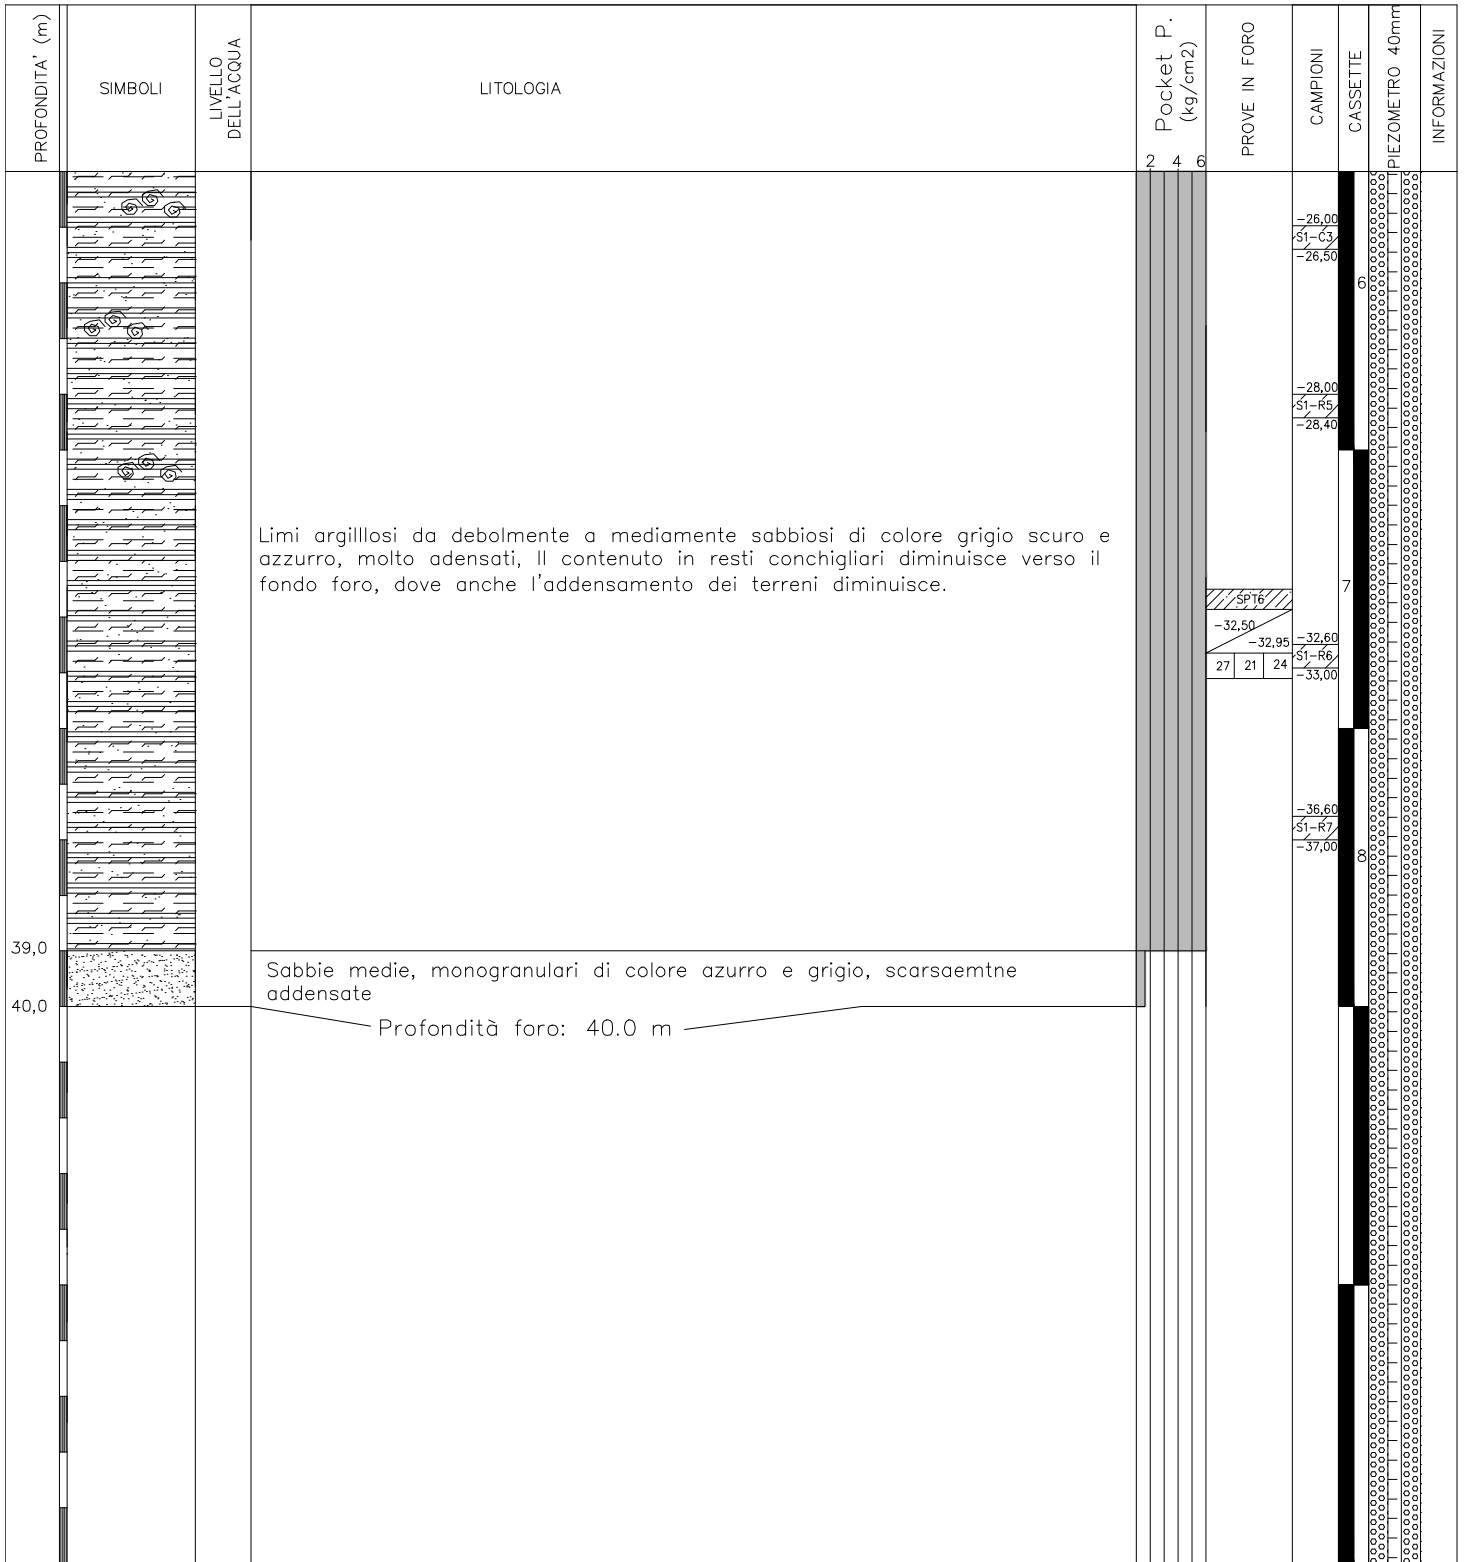 PROFONDITA' (m)
SIMBOLI
LIVELLO
DELL'ACQUA
LITOLOGIA
Pocket P.
(kg/cm2)
2 4 6
PROVE IN FORO
CAMPIONI
CASSETTE
PIEZOMETRO 40mm
INFORMAZIONI
-26,00
S1-C3
-26,50
6
-28,00
S1-R5
-28,40
Limi argilllosi da debolmente a mediamente sabbiosi di colore grigio scuro e
azzurro, molto adensati, Il contenuto in resti conchigliari diminuisce verso il
fondo foro, dove anche l'addensamento dei terreni diminuisce.
7
SPT6
-32,50
-32,95
27 21 24
-32,60
S1-R6
-33,00
-36,60
S1-R7
-37,00
8
39,0
Sabbie medie, monogranulari di colore azurro e grigio, scarsaemtne
addensate
40,0
Profondità foro: 40.0 m